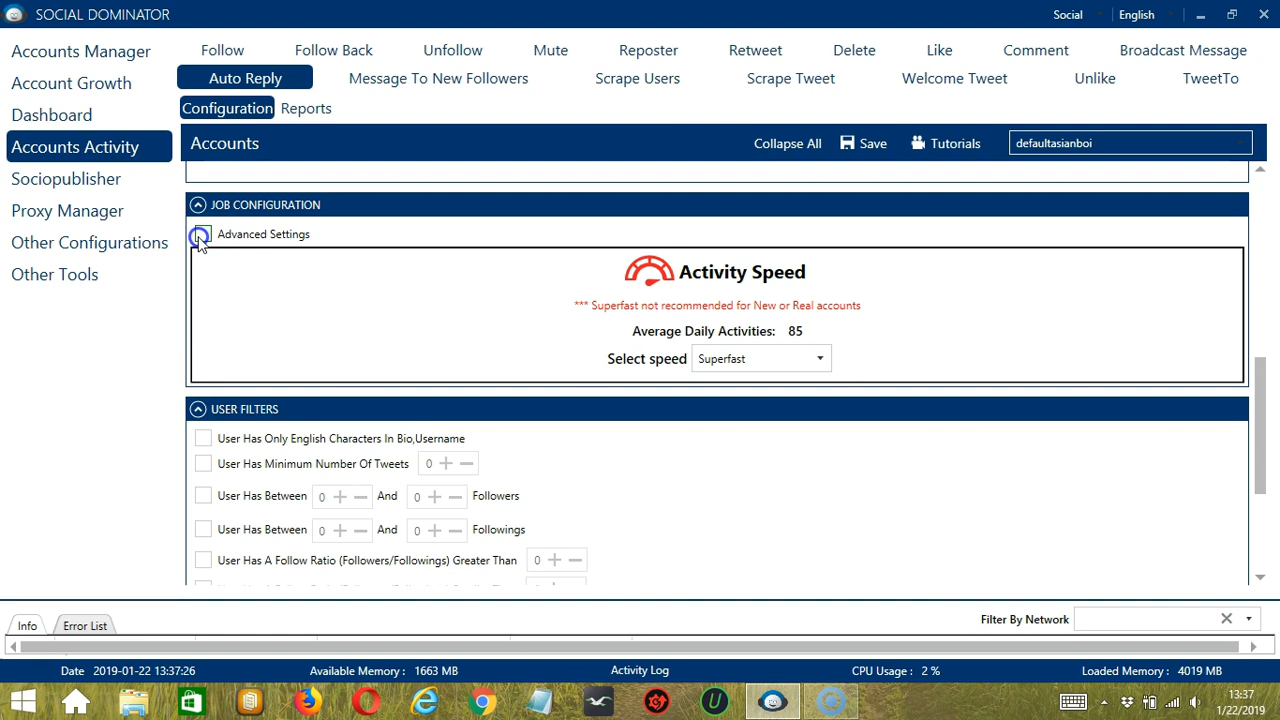 SOCIAL DOMINATOR Social English
Accounts Manager
Account Growth
Dashboard
Accounts Activity
Sociopublisher
Proxy Manager
Other Configurations
Other Tools
Follow Follow Back Unfollow Mute Reposter Retweet Delete Like Comment Broadcast Message
Auto Reply Message To New Followers Scrape Users Scrape Tweet Welcome Tweet Unlike TweetTo
Configuration Reports
Accounts Collapse All Save Tutorials defaultasianboi
JOB CONFIGURATION
Advanced Settings
Activity Speed
*** Superfast not recommended for New or Real accounts
Average Daily Activities: 85
Select speed Superfast
USER FILTERS
User Has Only English Characters In Bio,Username
User Has Minimum Number Of Tweets 0
User Has Between 0 And 0 Followers
User Has Between 0 And 0 Followings
User Has A Follow Ratio (Followers/Followings) Greater Than 0
Info Error List Filter By Network
Date 2019-01-22 13:37:26 Available Memory : 1663 MB Activity Log CPU Usage : 2 % Loaded Memory : 4019 MB
13:37
1/22/2019